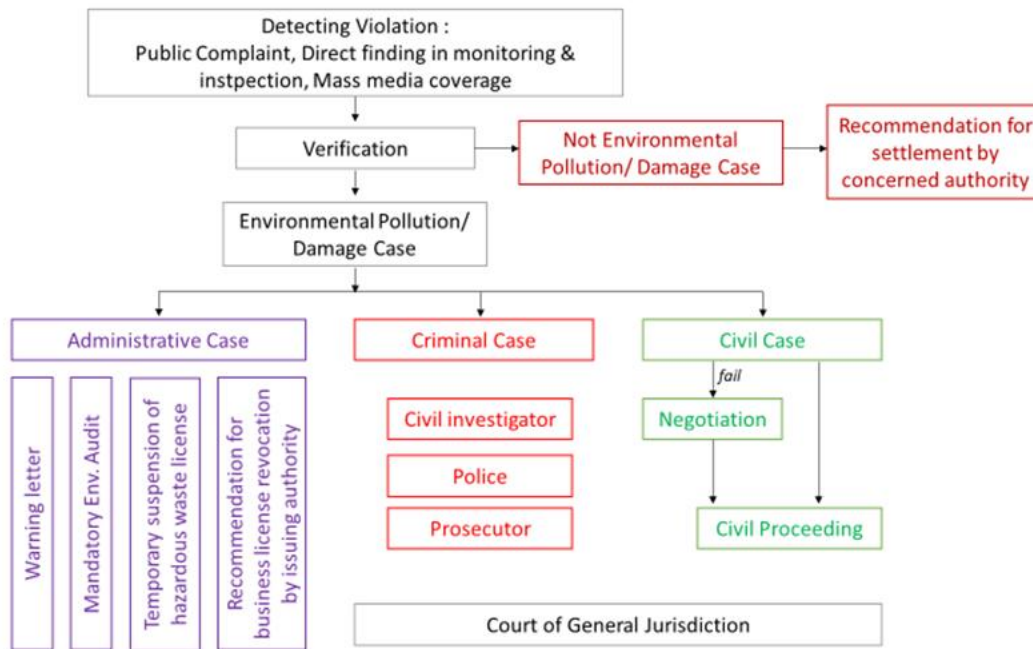 Detecting Violation :
Public Complaint, Direct finding in monitoring &
instpection, Mass media coverage
Verification
Not Environmental
Pollution/ Damage Case
Recommendation for
settlement by
concerned authority
Environmental Pollution/
Damage Case
Administrative Case
Criminal Case
Civil Case
fail
Warning letter
Mandatory Env. Audit
Temporary suspension of
hazardous waste license
Recommendation for
business license revocation
by issuing authority
Civil investigator
Police
Prosecutor
Negotiation
Civil Proceeding
Court of General Jurisdiction